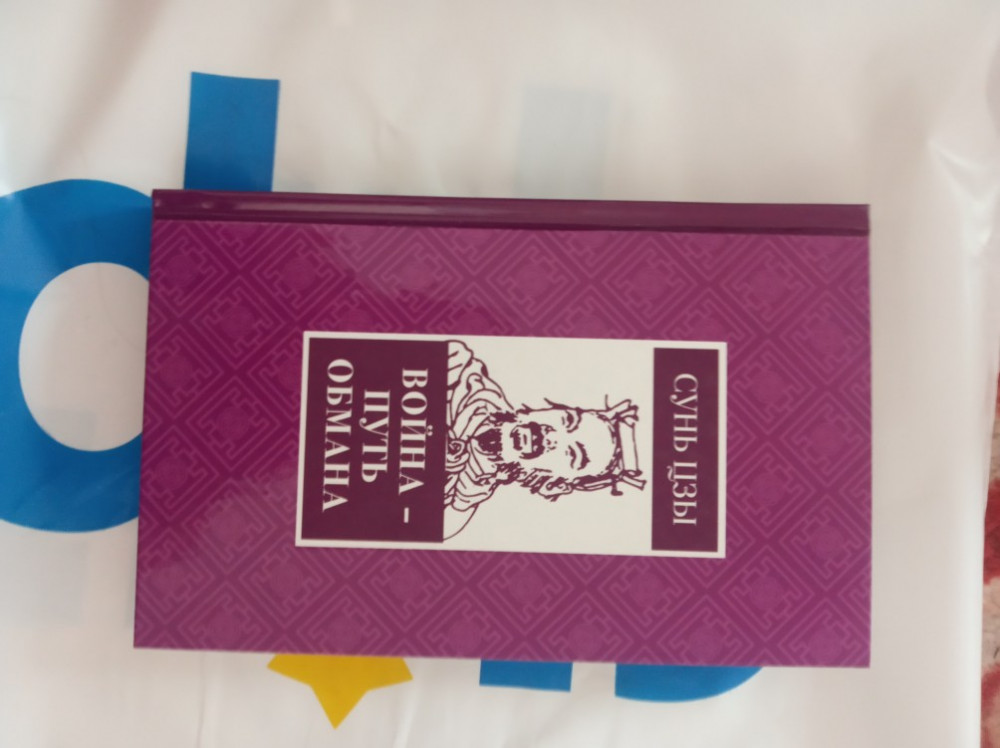 СУНЬ ЦЗЫ
ВОЙНА –
ПУТЬ
ОБМАНА